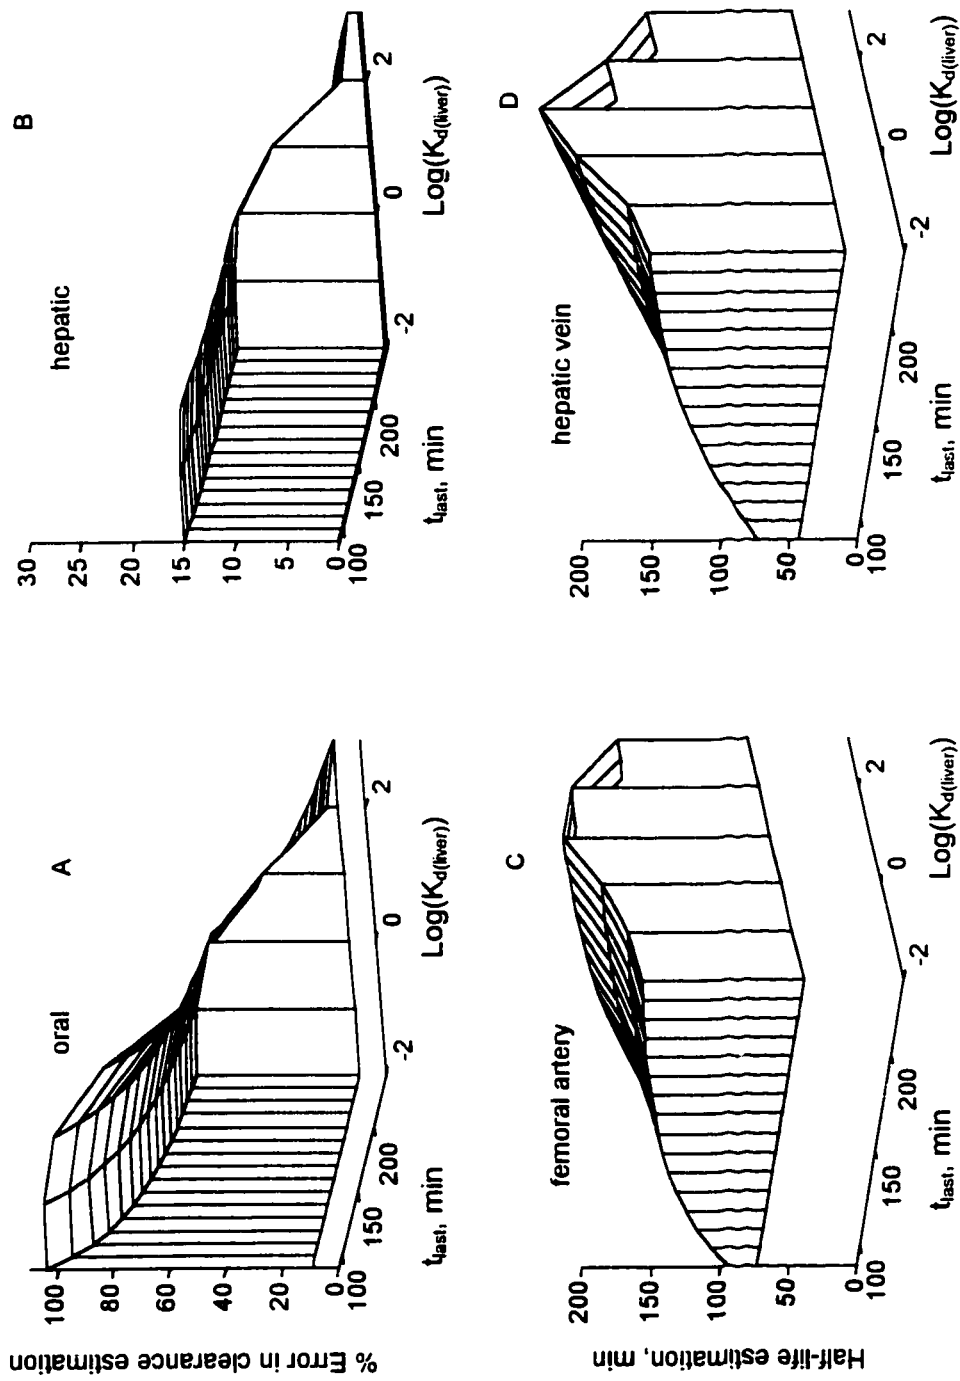 % Error in clearance estimation
A
oral
100
80
60
40
20
0
100
150
200
t_last, min
-2
0
2
Log(K_d(liver))
B
hepatic
30
25
20
15
10
5
0
100
150
200
t_last, min
-2
0
2
Log(K_d(liver))
Half-life estimation, min
C
femoral artery
200
150
100
50
0
100
150
200
t_last, min
-2
0
2
Log(K_d(liver))
D
hepatic vein
200
150
100
50
0
100
150
200
t_last, min
-2
0
2
Log(K_d(liver))